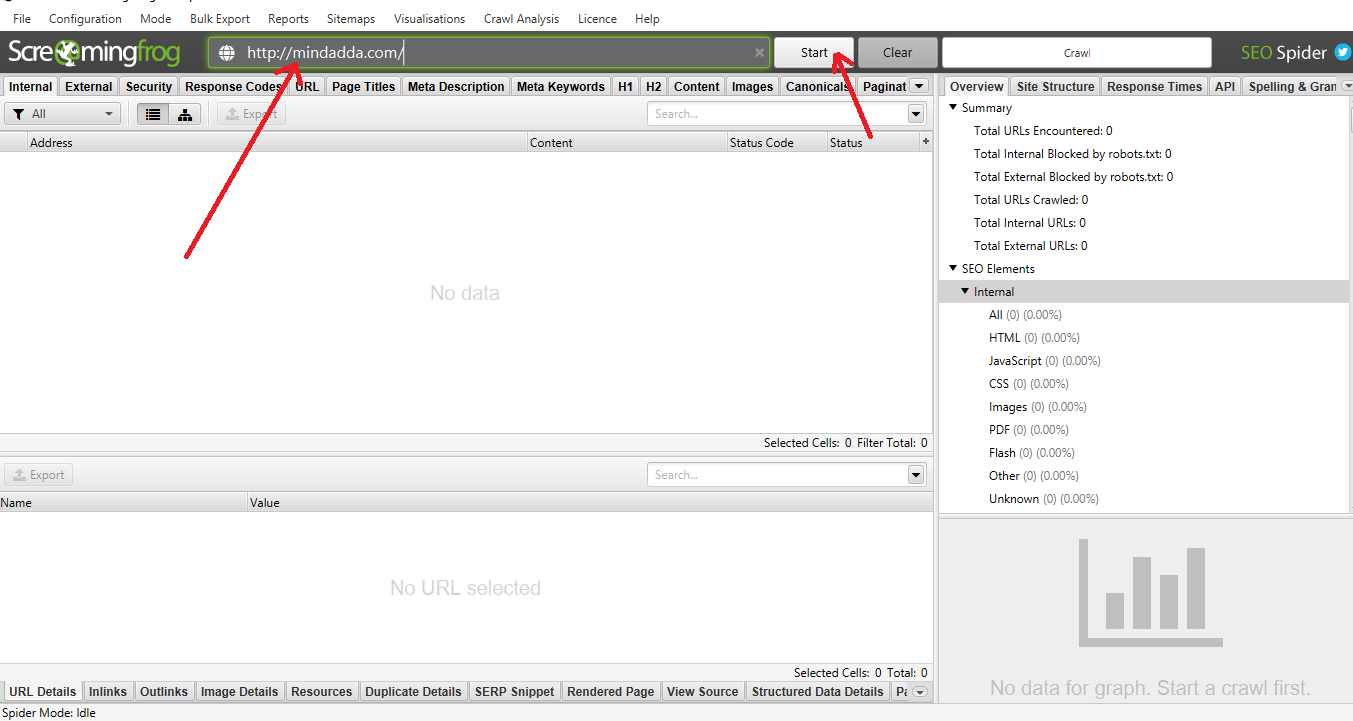 File Configuration Mode Bulk Export Reports Sitemaps Visualisations Crawl Analysis Licence Help
Screamingfrog http://mindadda.com/ Start Clear Crawl SEO Spider
Internal External Security Response Codes URL Page Titles Meta Description Meta Keywords H1 H2 Content Images Canonicals Paginat
All Export Search...
Address Content Status Code Status +
No data
Selected Cells: 0 Filter Total: 0
Export Search...
Name Value
No URL selected
Selected Cells: 0 Total: 0
URL Details Inlinks Outlinks Image Details Resources Duplicate Details SERP Snippet Rendered Page View Source Structured Data Details Pa
Spider Mode: Idle
Overview Site Structure Response Times API Spelling & Gran
Summary
Total URLs Encountered: 0
Total Internal Blocked by robots.txt: 0
Total External Blocked by robots.txt: 0
Total URLs Crawled: 0
Total Internal URLs: 0
Total External URLs: 0
SEO Elements
Internal
All (0) (0.00%)
HTML (0) (0.00%)
JavaScript (0) (0.00%)
CSS (0) (0.00%)
Images (0) (0.00%)
PDF (0) (0.00%)
Flash (0) (0.00%)
Other (0) (0.00%)
Unknown (0) (0.00%)
No data for graph. Start a crawl first.